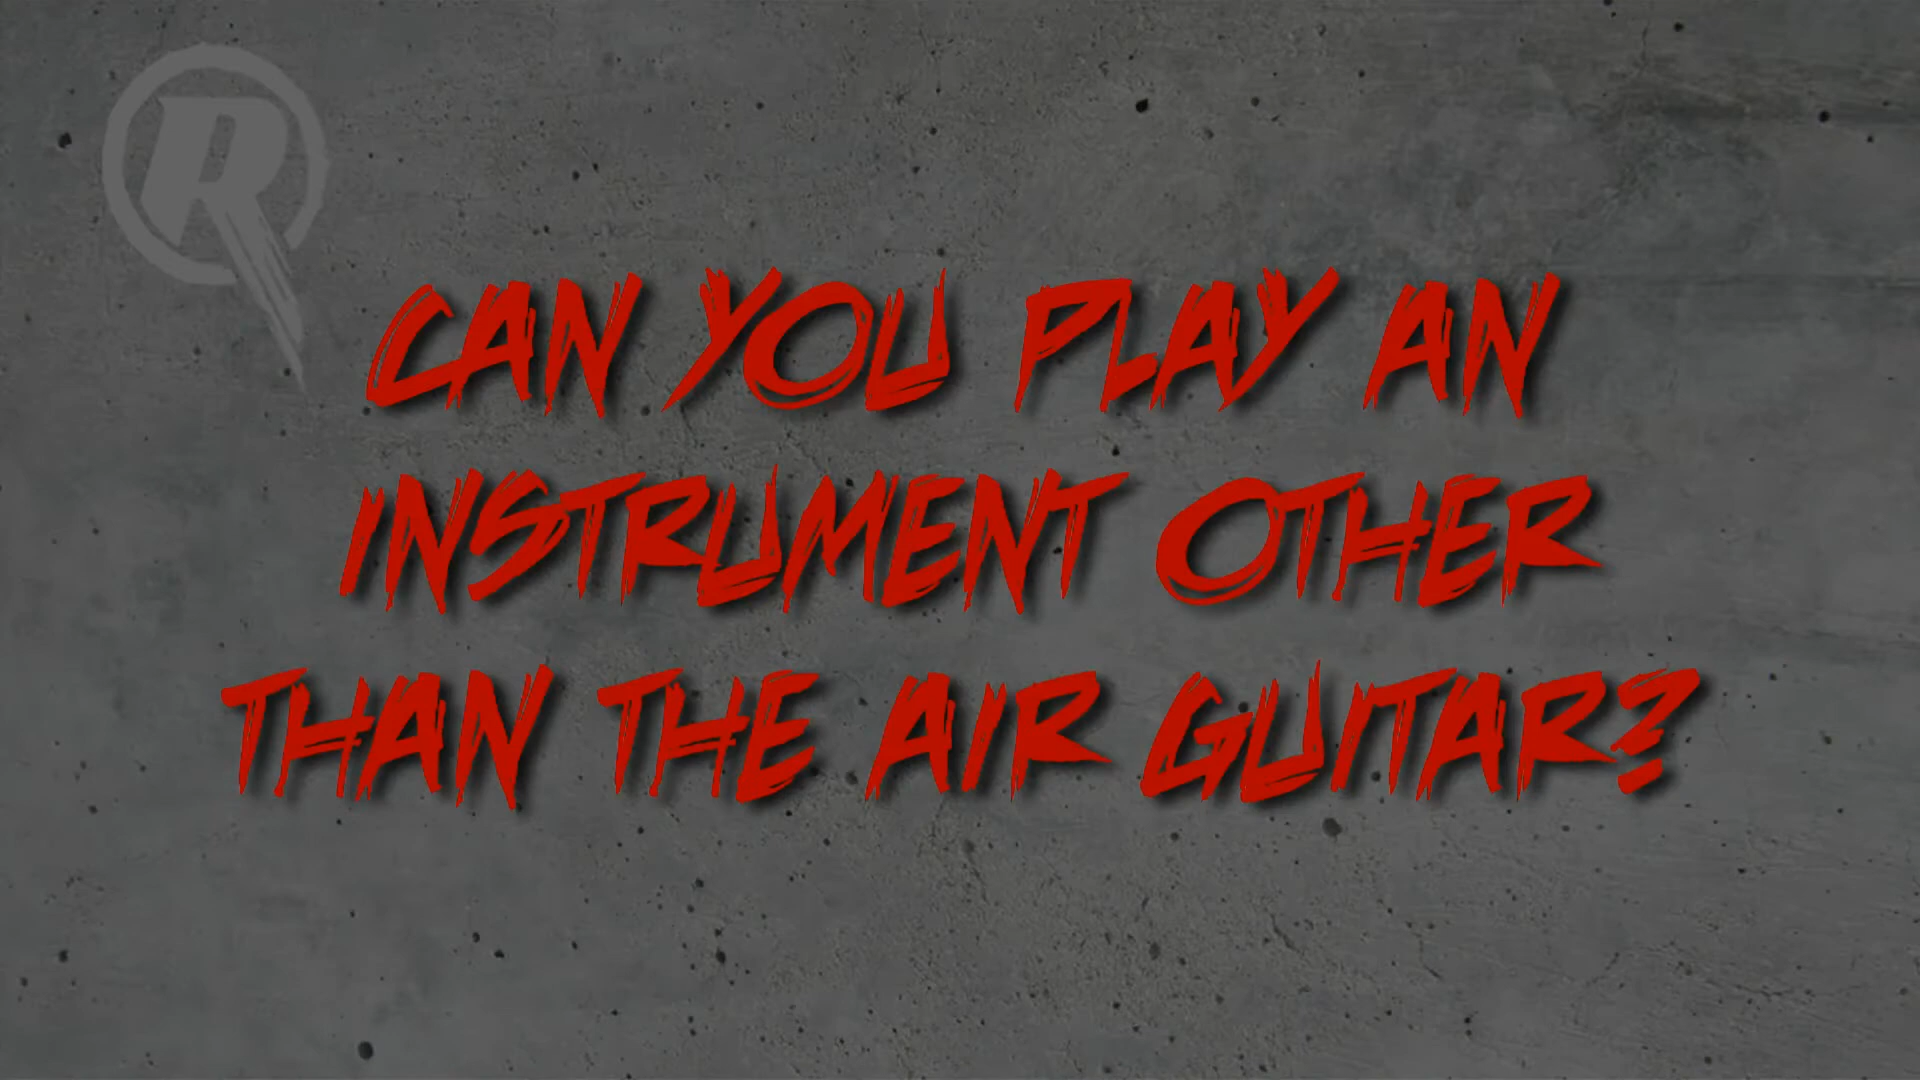 R
CAN YOU PLAY AN
INSTRUMENT OTHER
THAN THE AIR GUITAR?